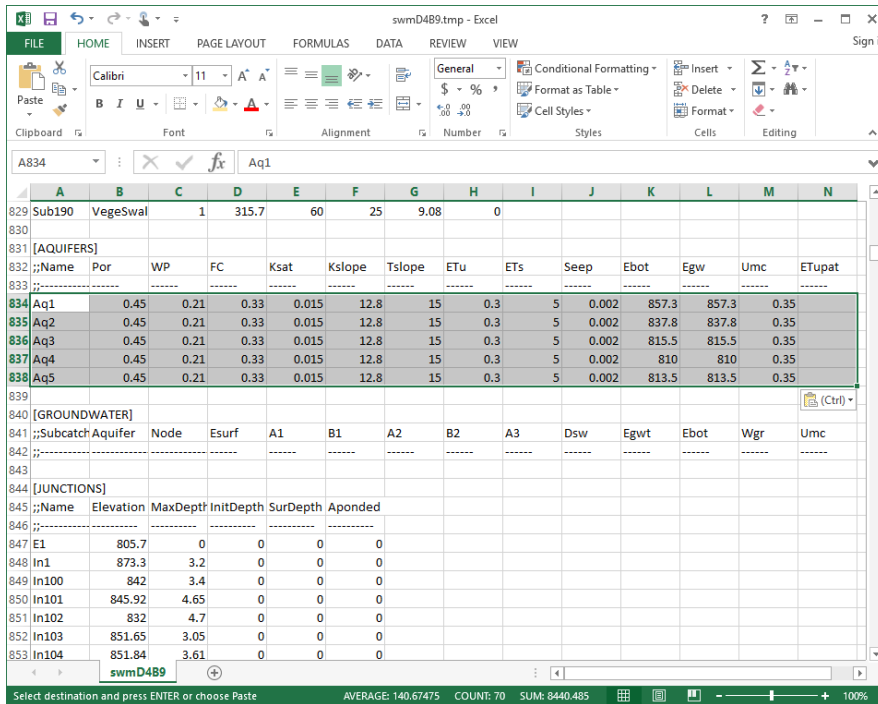 swmD4B9.tmp - Excel
FILE HOME INSERT PAGE LAYOUT FORMULAS DATA REVIEW VIEW Sign
Paste Calibri 11 A A General Conditional Formatting Insert
B I U A $ % Format as Table Delete
Cell Styles Format
Clipboard Font Alignment Number Styles Cells Editing
A834 fx Aq1
A B C D E F G H I J K L M N
829 Sub190 VegeSwal 1 315.7 60 25 9.08 0
830
831 [AQUIFERS]
832 ;;Name Por WP FC Ksat Kslope Tslope ETu ETs Seep Ebot Egw Umc ETupat
833 ;;------------ ------ ------ ------ ------ ------ ------ ------ ------ ------ ------ ------ ------ ------
834 Aq1 0.45 0.21 0.33 0.015 12.8 15 0.3 5 0.002 857.3 857.3 0.35
835 Aq2 0.45 0.21 0.33 0.015 12.8 15 0.3 5 0.002 837.8 837.8 0.35
836 Aq3 0.45 0.21 0.33 0.015 12.8 15 0.3 5 0.002 815.5 815.5 0.35
837 Aq4 0.45 0.21 0.33 0.015 12.8 15 0.3 5 0.002 810 810 0.35
838 Aq5 0.45 0.21 0.33 0.015 12.8 15 0.3 5 0.002 813.5 813.5 0.35
839 (Ctrl)
840 [GROUNDWATER]
841 ;;Subcatch Aquifer Node Esurf A1 B1 A2 B2 A3 Dsw Egwt Ebot Wgr Umc
842 ;;------------ ------------- ------------- ------ ------ ------ ------ ------ ------ ------ ------ ------ ------ ------
843
844 [JUNCTIONS]
845 ;;Name Elevation MaxDepth InitDepth SurDepth Aponded
846 ;;------------ ---------- ---------- ---------- ---------- ----------
847 E1 805.7 0 0 0 0
848 In1 873.3 3.2 0 0 0
849 In100 842 3.4 0 0 0
850 In101 845.92 4.65 0 0 0
851 In102 832 4.7 0 0 0
852 In103 851.65 3.05 0 0 0
853 In104 851.84 3.61 0 0 0
swmD4B9
Select destination and press ENTER or choose Paste AVERAGE: 140.67475 COUNT: 70 SUM: 8440.485 100%